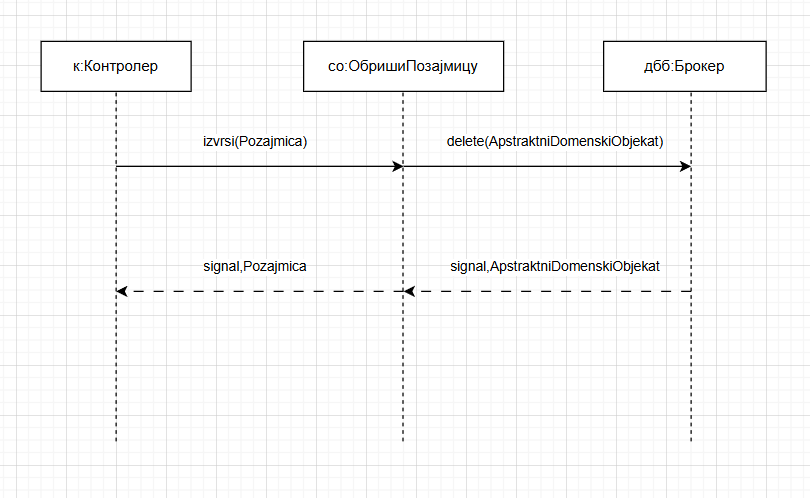 к:Контролер
со:ОбришиПозајмицу
дбб:Брокер
izvrsi(Pozajmica)
delete(ApstraktniDomenskiObjekat)
signal,Pozajmica
signal,ApstraktniDomenskiObjekat